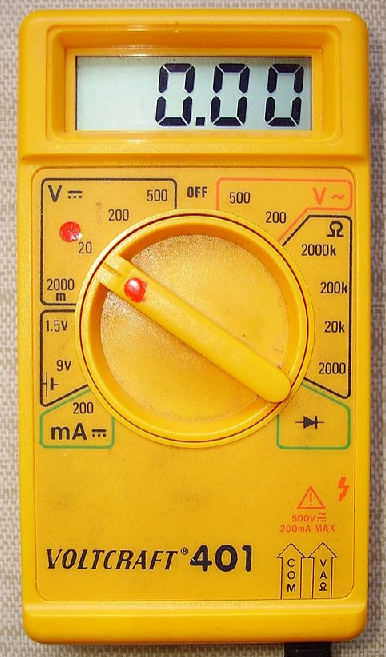 0.00
V 500 OFF 500 V~
200 200 Ω
20 2000k
2000 m 200k
1.5V 20k
9V 2000
200
mA
500V
200mA MAX
VOLTCRAFT® 401
COM VAΩ